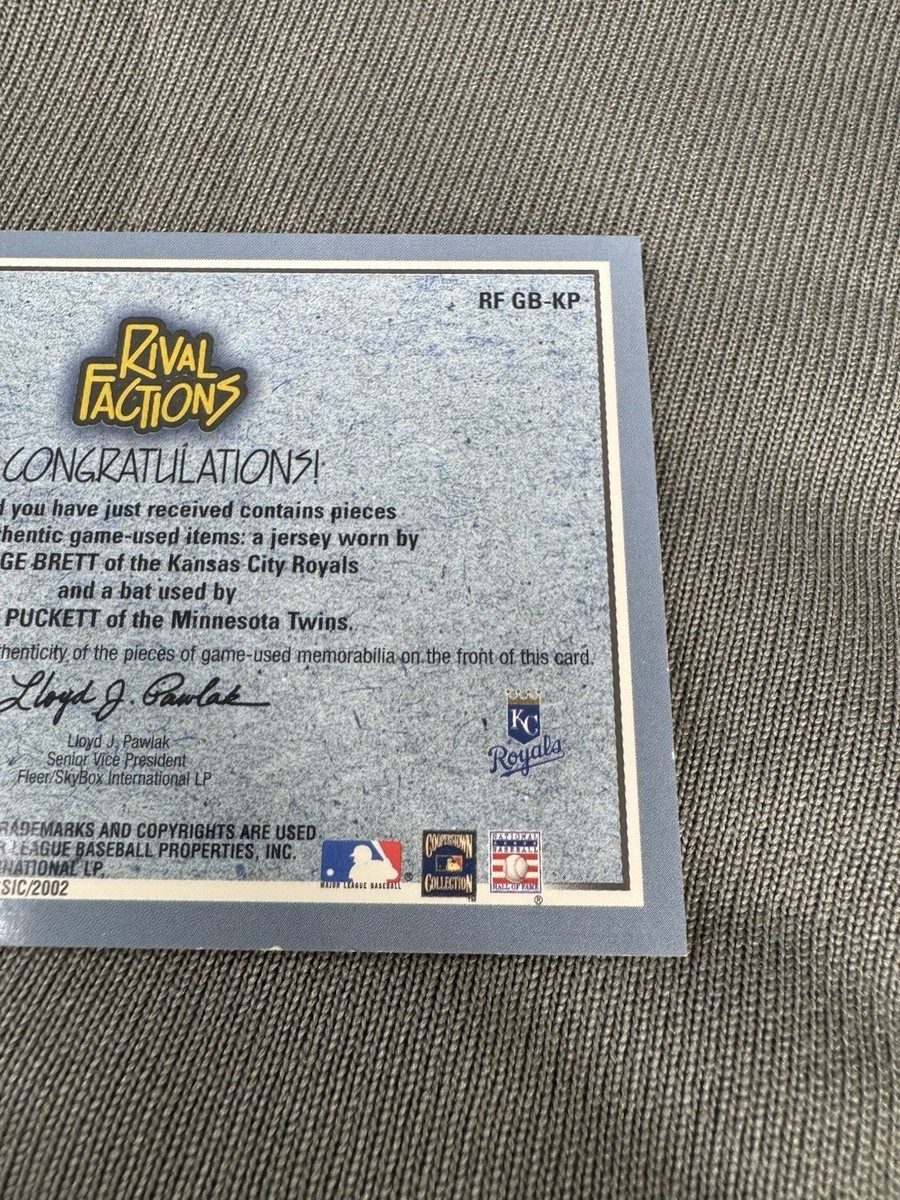 RF GB-KP
RIVAL
FACTIONS
CONGRATULATIONS!
you have just received contains pieces
hentic game-used items: a jersey worn by
GE BRETT of the Kansas City Royals
and a bat used by
PUCKETT of the Minnesota Twins.
henticity of the pieces of game-used memorabilia on the front of this card.
Lloyd J. Pawlak
Lloyd J. Pawlak
Senior Vice President
Fleer/SkyBox International LP
KC
Royals
RADEMARKS AND COPYRIGHTS ARE USED
R LEAGUE BASEBALL PROPERTIES, INC.
NATIONAL LP.
SIC/2002
MAJOR LEAGUE BASEBALL ®
COOPERSTOWN
COLLECTION ™
NATIONAL
BASEBALL
HALL OF FAME ®